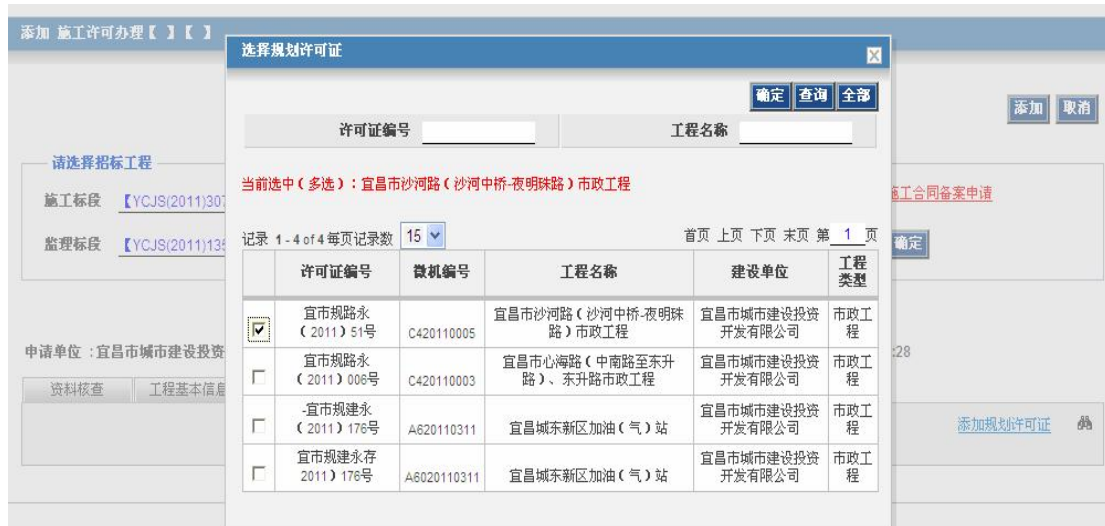 添加 施工许可办理【 】【 】
选择规划许可证
确定 查询 全部
添加 取消
许可证编号 工程名称
请选择招标工程
当前选中(多选):宜昌市沙河路(沙河中桥-夜明珠路)市政工程
施工标段 【YCJS(2011)307
施工合同备案申请
监理标段 【YCJS(2011)135
记录 1 - 4 of 4 每页记录数 15 首页 上页 下页 末页 第 1 页
确定
许可证编号 微机编号 工程名称 建设单位 工程
类型
宜市规路永
(2011)51号 C420110005 宜昌市沙河路(沙河中桥-夜明珠
路)市政工程 宜昌市城市建设投资
开发有限公司 市政工
程
申请单位 :宜昌市城市建设投资
:28
宜市规路永
(2011)006号 C420110003 宜昌市心海路(中南路至东升
路)、东升路市政工程 宜昌市城市建设投资
开发有限公司 市政工
程
资料核查 工程基本信息
-宜市规建永
(2011)176号 A620110311 宜昌城东新区加油(气)站 宜昌市城市建设投资
开发有限公司 市政工
程
添加规划许可证
宜市规建永存
2011)176号 A6020110311 宜昌城东新区加油(气)站 宜昌市城市建设投资
开发有限公司 市政工
程